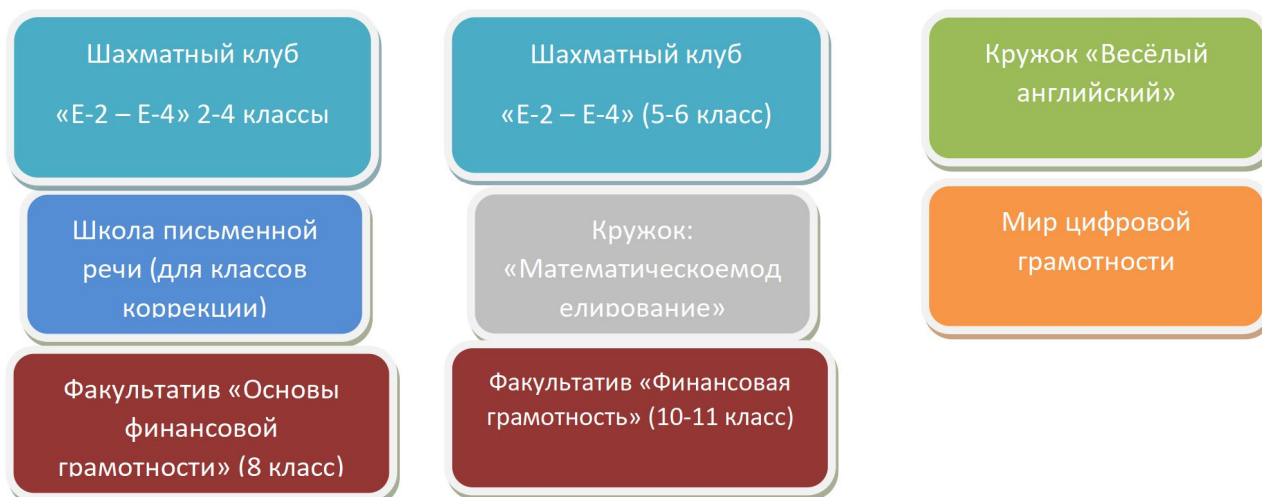 Шахматный клуб
«Е-2 – Е-4» 2-4 классы
Шахматный клуб
«Е-2 – Е-4» (5-6 класс)
Кружок «Весёлый
английский»
Школа письменной
речи (для классов
коррекции)
Кружок:
«Математическоемод
елирование»
Мир цифровой
грамотности
Факультатив «Основы
финансовой
грамотности» (8 класс)
Факультатив «Финансовая
грамотность» (10-11 класс)